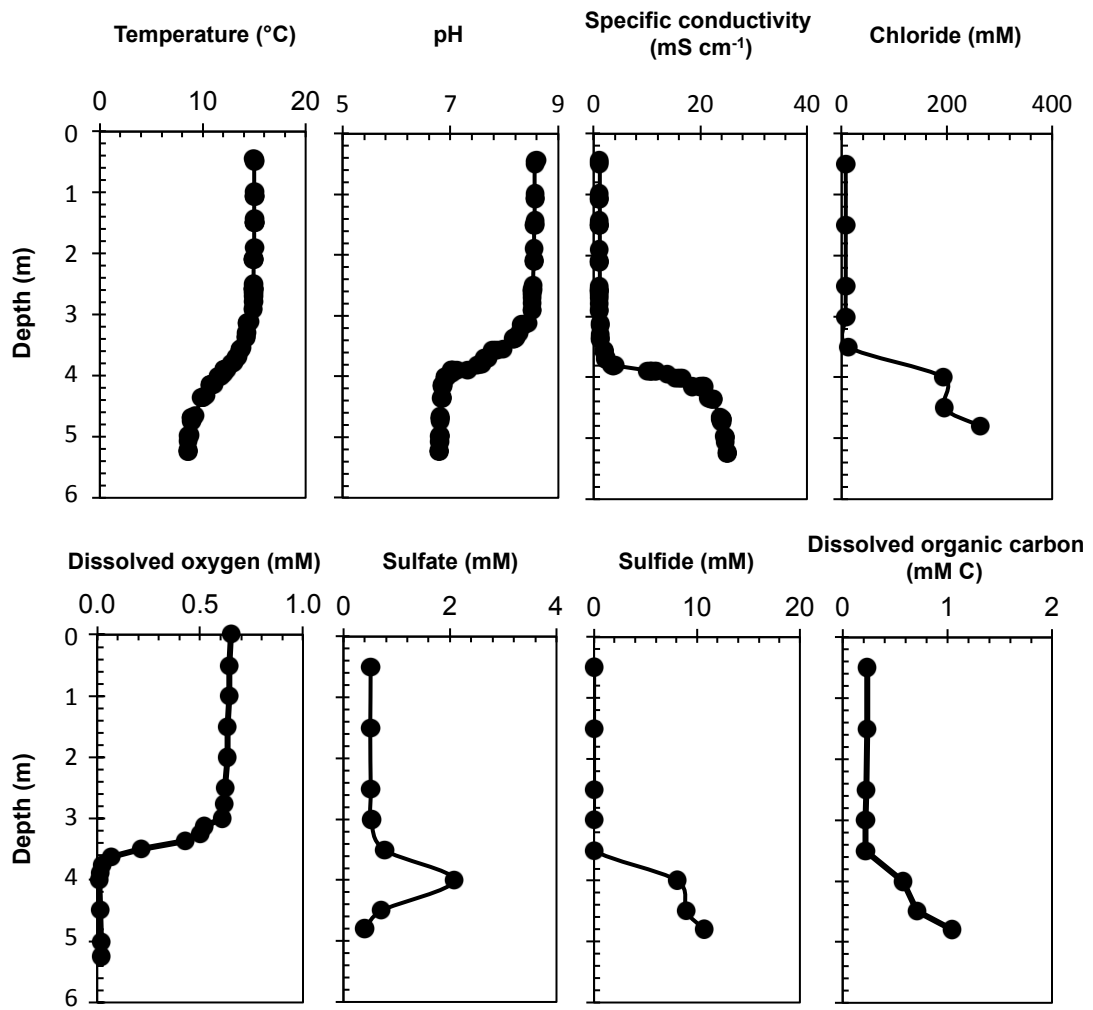 Temperature (°C)
pH
Specific conductivity
(mS cm-1)
Chloride (mM)
0 10 20
5 7 9
0 20 40
0 200 400
0
1
2
3
4
5
6
Depth (m)
Dissolved oxygen (mM)
Sulfate (mM)
Sulfide (mM)
Dissolved organic carbon
(mM C)
0.0 0.5 1.0
0 2 4
0 10 20
0 1 2
0
1
2
3
4
5
6
Depth (m)